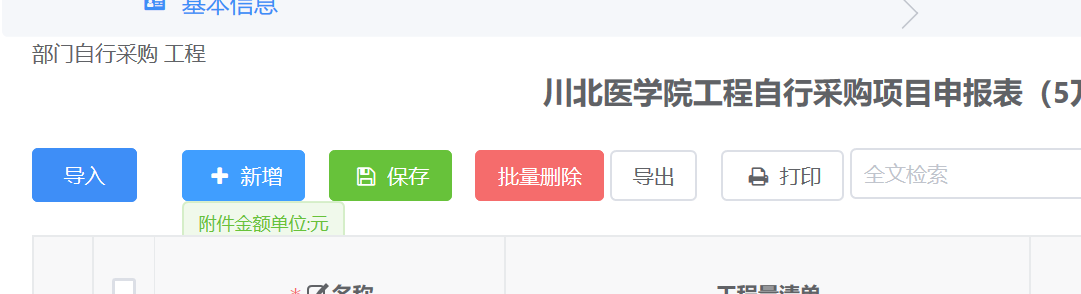 基本信息
部门自行采购 工程
川北医学院工程自行采购项目申报表（5万
导入 新增 保存 批量删除 导出 打印 全文检索
附件金额单位:元
* 名称 工程量清单